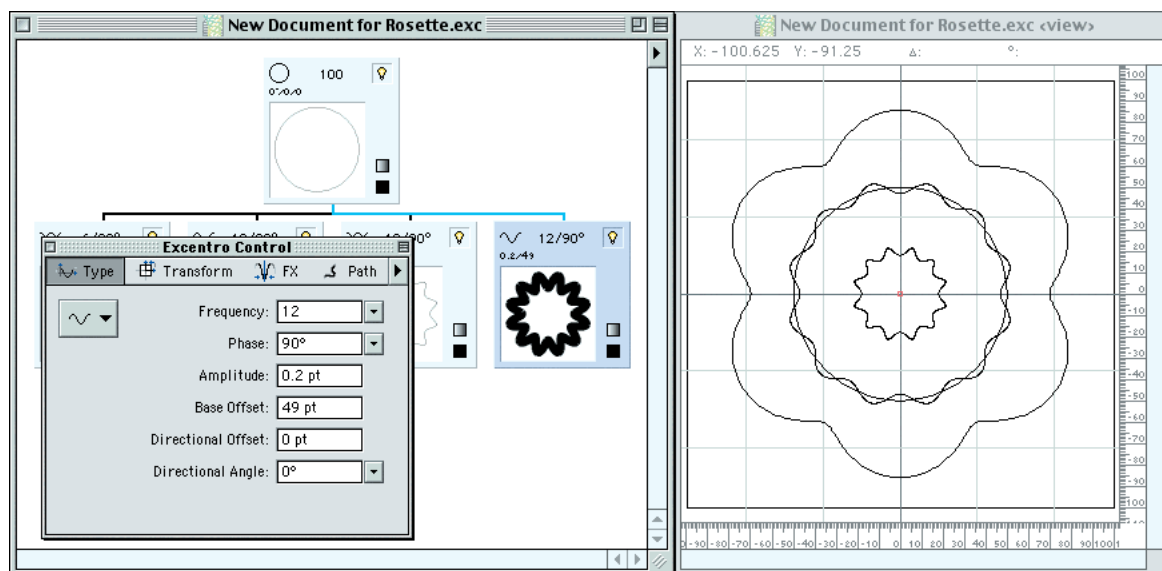 New Document for Rosette.exc
100
0°/0/0
12/90°
0.2/49
Excentro Control
Type Transform FX Path
Frequency: 12
Phase: 90°
Amplitude: 0.2 pt
Base Offset: 49 pt
Directional Offset: 0 pt
Directional Angle: 0°
New Document for Rosette.exc <view>
X: -100.625 Y: -91.25 Δ: °:
100
90
80
70
60
50
40
30
20
10
0
-10
-20
-30
-40
-50
-60
-70
-80
-90
-100
-90 -80 -70 -60 -50 -40 -30 -20 -10 0 10 20 30 40 50 60 70 80 90 100